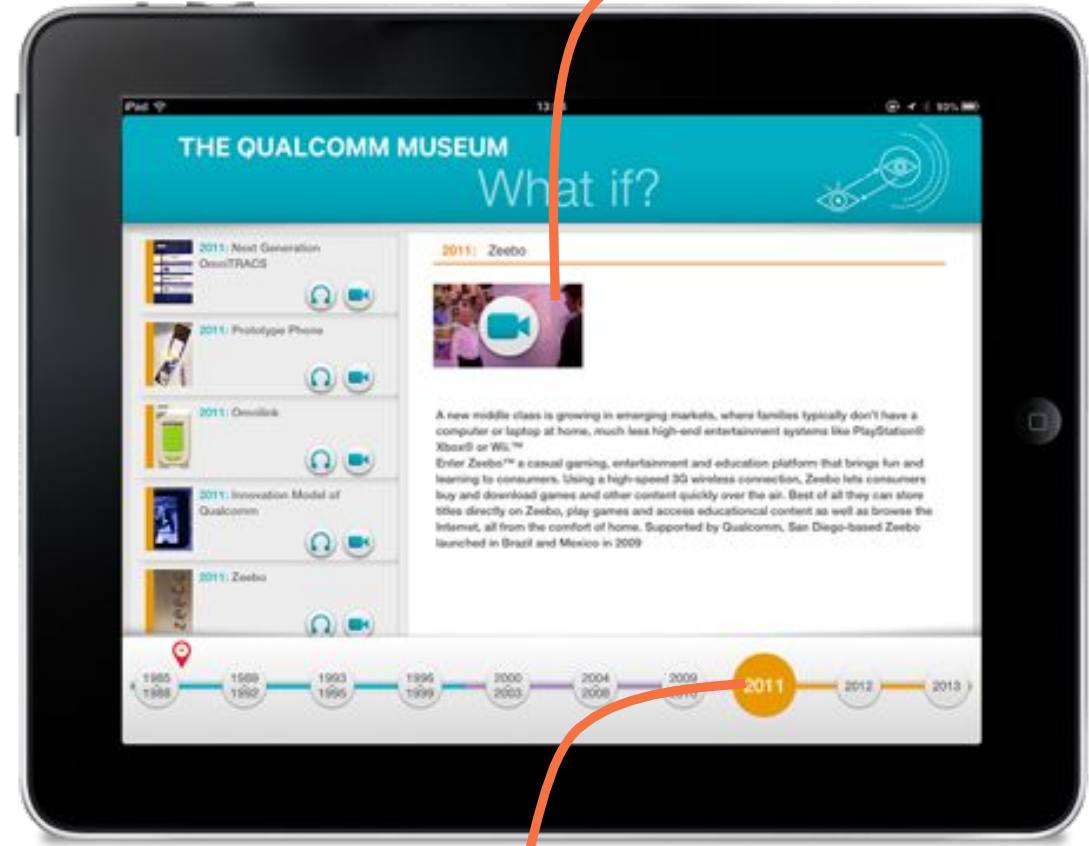 iPad
93%
THE QUALCOMM MUSEUM
What if?
2011: Next Generation
OmniTRACS
2011: Prototype Phone
2011: Omnilink
2011: Innovation Model of
Qualcomm
2011: Zeebo
zeebo
2011: Zeebo
A new middle class is growing in emerging markets, where families typically don't have a
computer or laptop at home, much less high-end entertainment systems like PlayStation®
Xbox® or Wii.™
Enter Zeebo™ a casual gaming, entertainment and education platform that brings fun and
learning to consumers. Using a high-speed 3G wireless connection, Zeebo lets consumers
buy and download games and other content quickly over the air. Best of all they can store
titles directly on Zeebo, play games and access educationcal content as well as browse the
Internet, all from the comfort of home. Supported by Qualcomm, San Diego-based Zeebo
launched in Brazil and Mexico in 2009
1985
1988
1989
1992
1993
1995
1996
1999
2000
2003
2004
2008
2009
2011
2012
2013